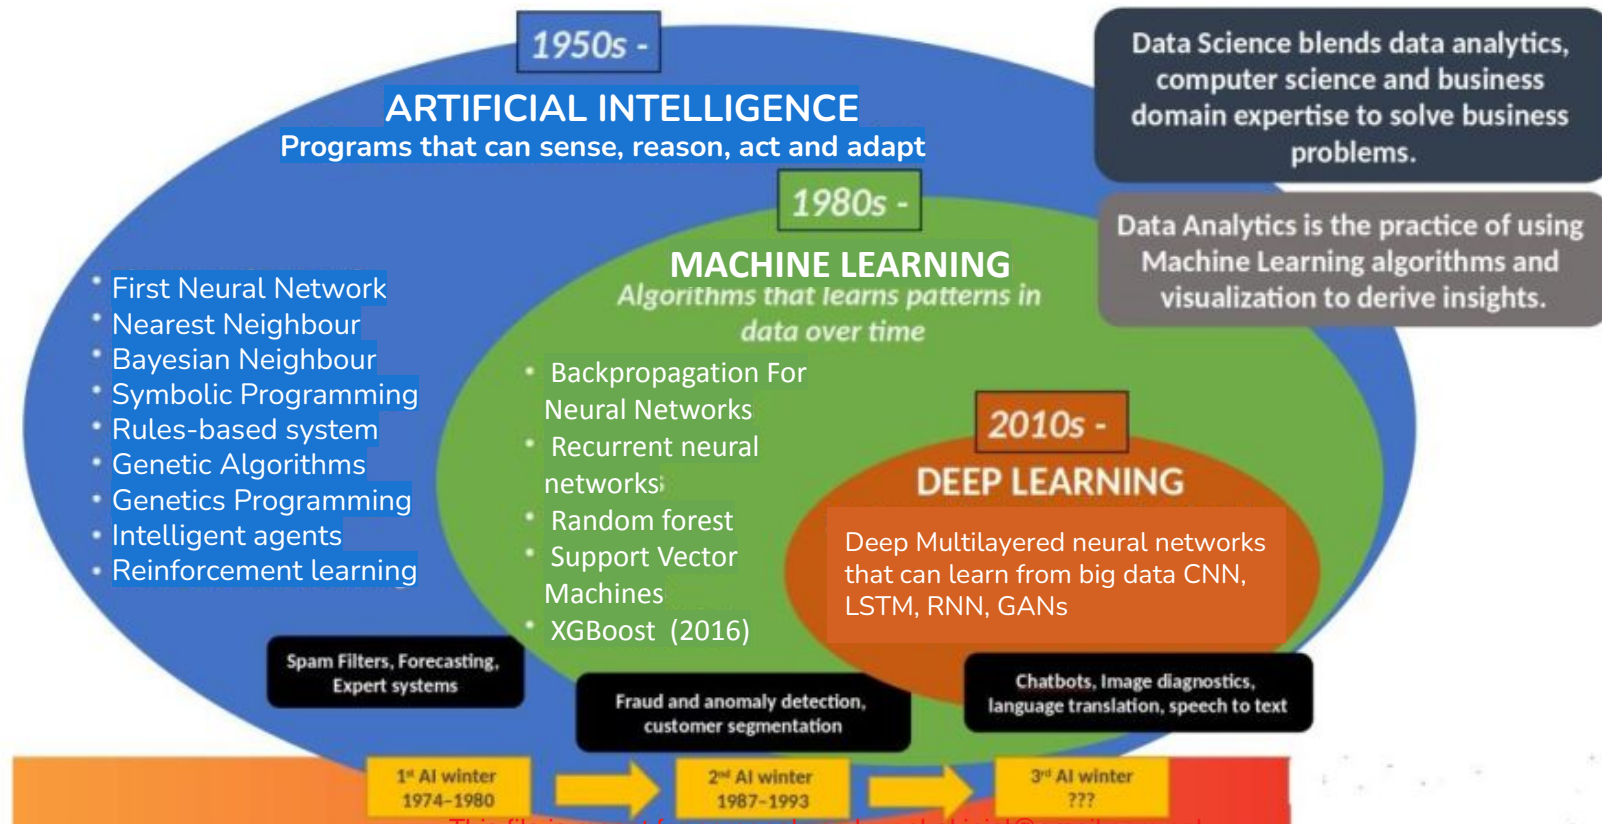 1950s -
ARTIFICIAL INTELLIGENCE
Programs that can sense, reason, act and adapt
Data Science blends data analytics,
computer science and business
domain expertise to solve business
problems.
1980s -
MACHINE LEARNING
Algorithms that learns patterns in
data over time
Data Analytics is the practice of using
Machine Learning algorithms and
visualization to derive insights.
• First Neural Network
• Nearest Neighbour
• Bayesian Neighbour
• Symbolic Programming
• Rules-based system
• Genetic Algorithms
• Genetics Programming
• Intelligent agents
• Reinforcement learning
• Backpropagation For
Neural Networks
• Recurrent neural
networks
• Random forest
• Support Vector
Machines
• XGBoost (2016)
2010s -
DEEP LEARNING
Deep Multilayered neural networks
that can learn from big data CNN,
LSTM, RNN, GANs
Spam Filters, Forecasting,
Expert systems
Fraud and anomaly detection,
customer segmentation
Chatbots, Image diagnostics,
language translation, speech to text
1st AI winter
1974–1980
2nd AI winter
1987–1993
3rd AI winter
???